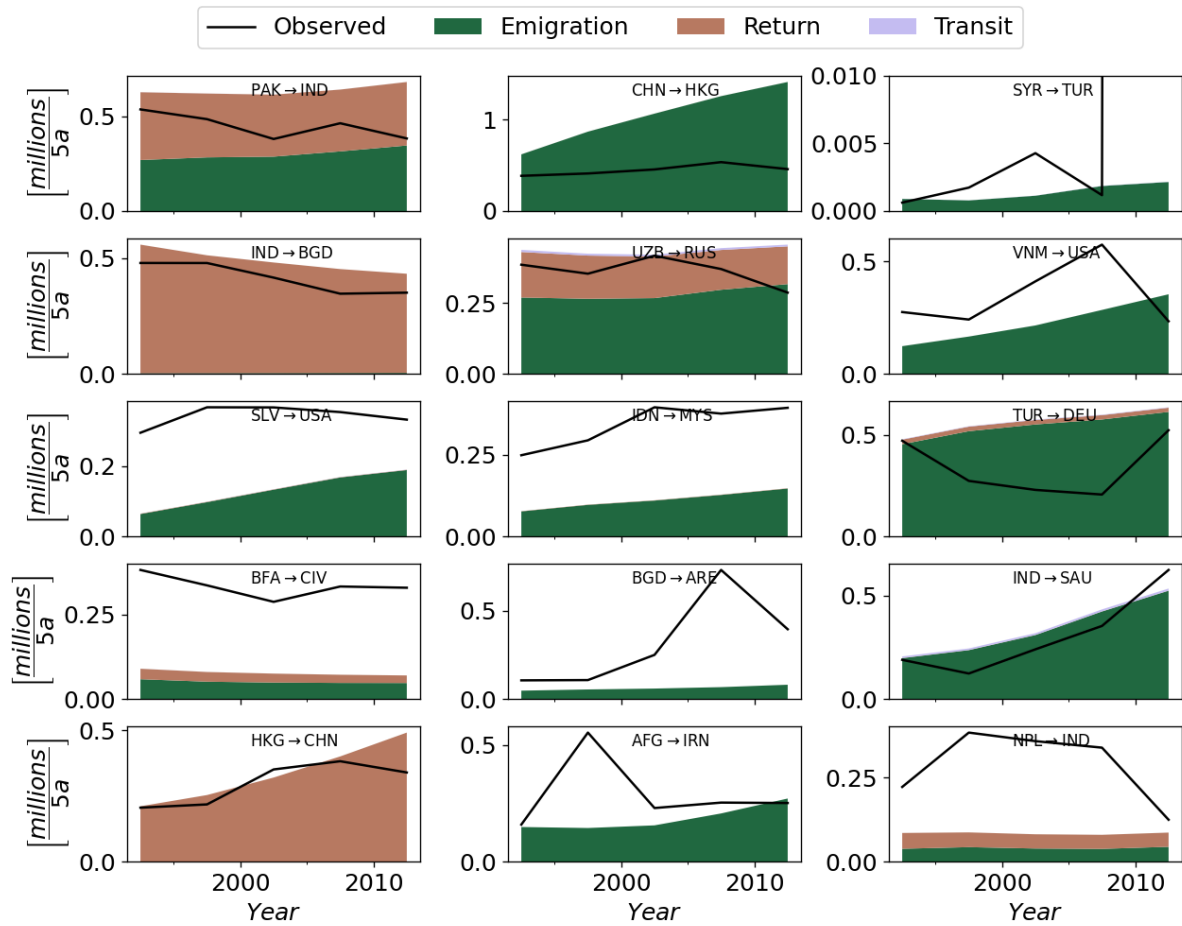 Observed Emigration Return Transit
PAK→IND CHN→HKG SYR→TUR
[millions/5a] 0.5 0.0 1 0 0.010 0.005 0.000
IND→BGD UZB→RUS VNM→USA
[millions/5a] 0.5 0.0 0.25 0.00 0.5 0.0
SLV→USA IDN→MYS TUR→DEU
[millions/5a] 0.2 0.0 0.25 0.00 0.5 0.0
BFA→CIV BGD→ARE IND→SAU
[millions/5a] 0.25 0.00 0.5 0.0 0.5 0.0
HKG→CHN AFG→IRN NPL→IND
[millions/5a] 0.5 0.0 0.5 0.0 0.25 0.00
2000 2010 2000 2010 2000 2010
Year Year Year